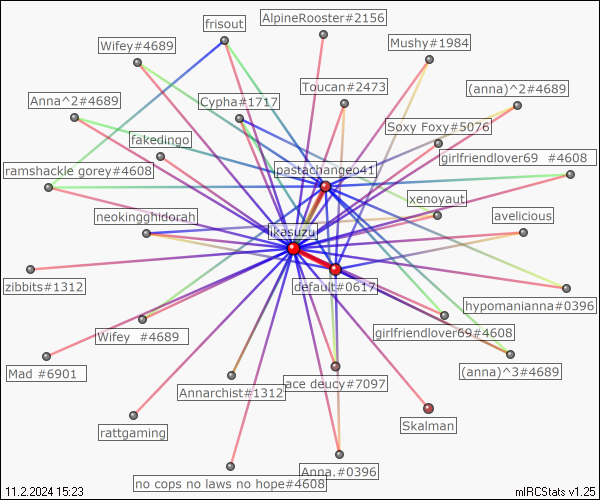 AlpineRooster#2156
frisout
Wifey#4689
Mushy#1984
Toucan#2473
(anna)^2#4689
Anna^2#4689
Cypha#1717
Soxy Foxy#5076
fakedingo
girlfriendlover69 #4608
ramshackle gorey#4608
pastachangeo41
xenoyaut
neokingghidorah
avelicious
ikasuzu
zibbits#1312
default#0617
hypomanianna#0396
Wifey #4689
girlfriendlover69#4608
Mad #6901
(anna)^3#4689
Annarchist#1312
ace deucy#7097
rattgaming
Skalman
Anna.#0396
no cops no laws no hope#4608
11.2.2024 15:23
mIRCStats v1.25